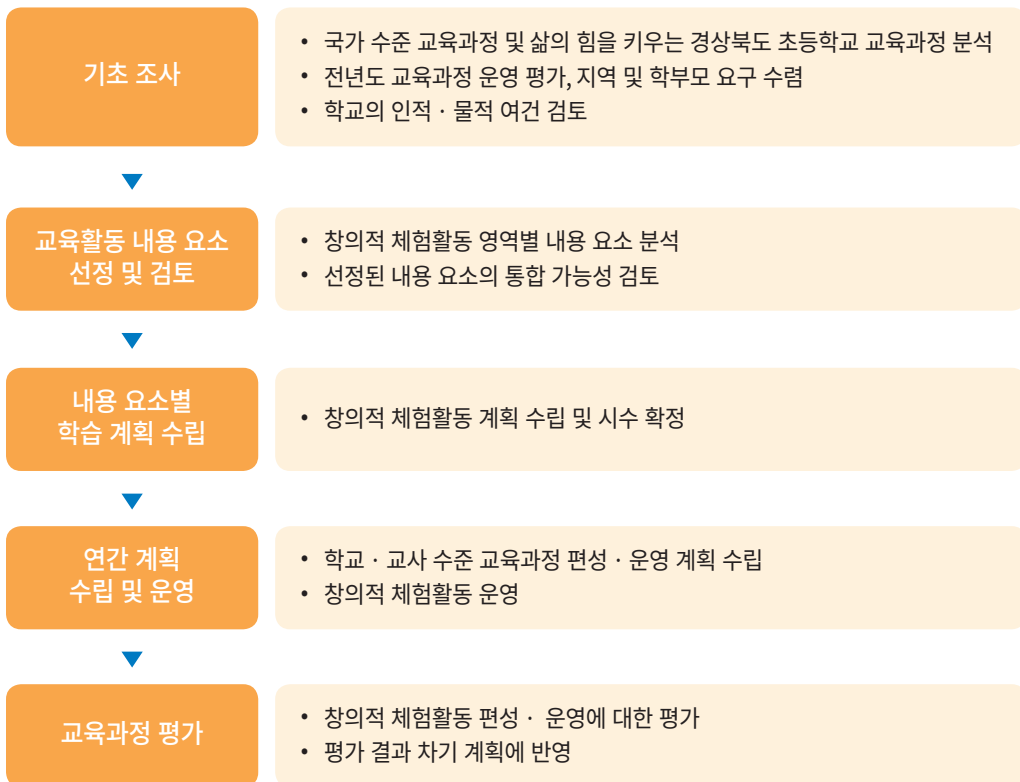 기초 조사
• 국가 수준 교육과정 및 삶의 힘을 키우는 경상북도 초등학교 교육과정 분석
• 전년도 교육과정 운영 평가, 지역 및 학부모 요구 수렴
• 학교의 인적 · 물적 여건 검토
교육활동 내용 요소
선정 및 검토
• 창의적 체험활동 영역별 내용 요소 분석
• 선정된 내용 요소의 통합 가능성 검토
내용 요소별
학습 계획 수립
• 창의적 체험활동 계획 수립 및 시수 확정
연간 계획
수립 및 운영
• 학교 · 교사 수준 교육과정 편성 · 운영 계획 수립
• 창의적 체험활동 운영
교육과정 평가
• 창의적 체험활동 편성 · 운영에 대한 평가
• 평가 결과 차기 계획에 반영